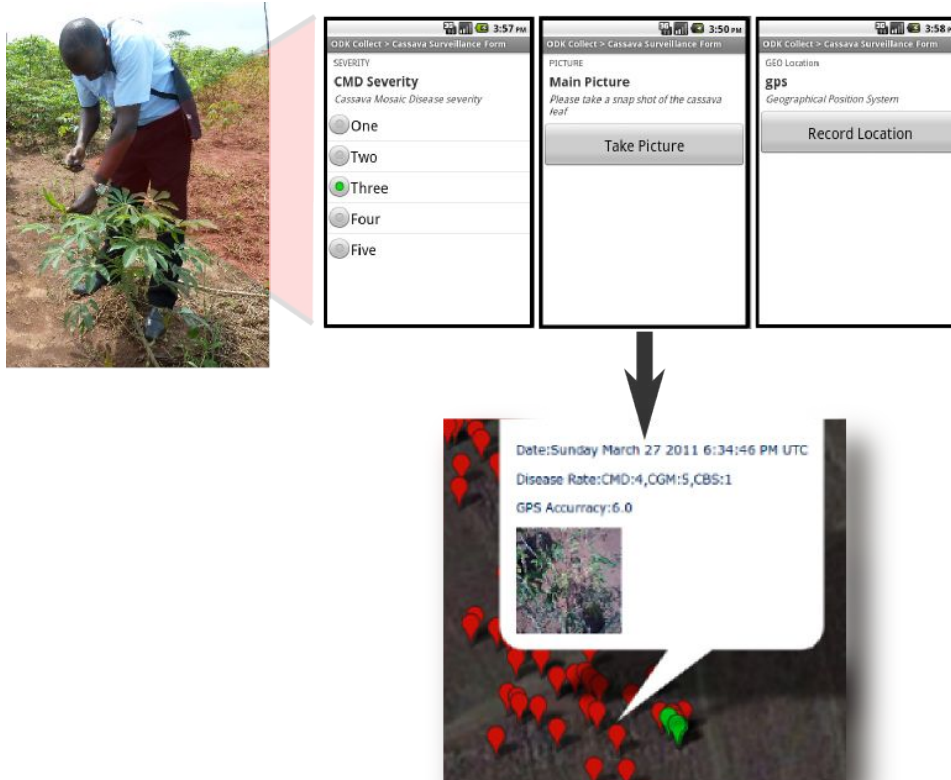 3:57 PM
ODK Collect > Cassava Surveillance Form
SEVERITY
CMD Severity
Cassava Mosaic Disease severity
One
Two
Three
Four
Five
3:50 PM
ODK Collect > Cassava Surveillance Form
PICTURE
Main Picture
Please take a snap shot of the cassava
leaf
Take Picture
3:58 P
ODK Collect > Cassava Surveillance Form
GEO Location
gps
Geographical Position System
Record Location
Date:Sunday March 27 2011 6:34:46 PM UTC
Disease Rate:CMD:4,CGM:5,CBS:1
GPS Accurracy:6.0